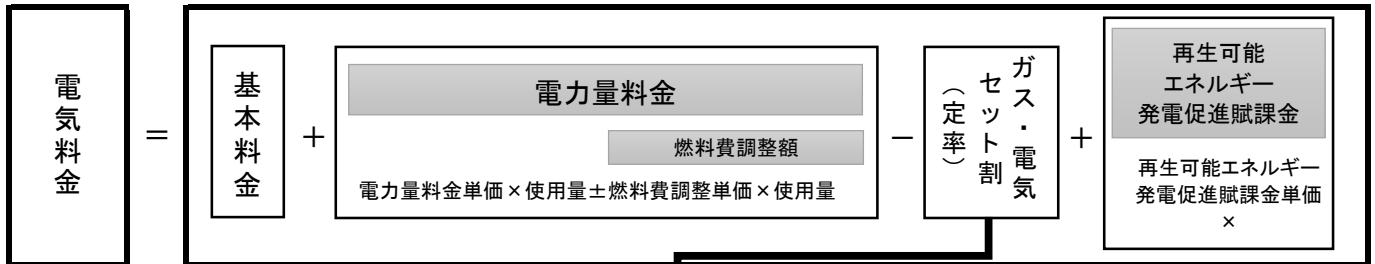 電気料金
＝
基本料金
＋
電力量料金
燃料費調整額
電力量料金単価×使用量±燃料費調整単価×使用量
－
ガス・電気
セット割
（定率）
＋
再生可能
エネルギー
発電促進賦課金
再生可能エネルギー
発電促進賦課金単価
×